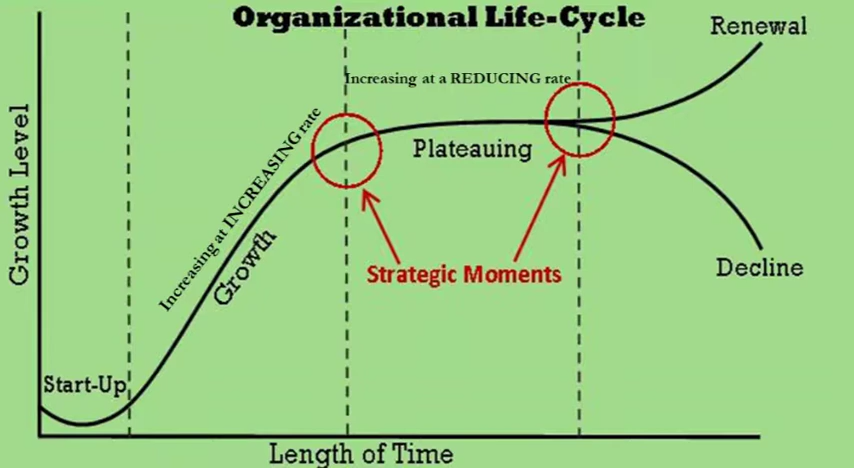 Organizational Life-Cycle
Renewal
Increasing at a REDUCING rate
Increasing at INCREASING rate
Growth
Plateauing
Growth Level
Strategic Moments
Decline
Start-Up
Length of Time